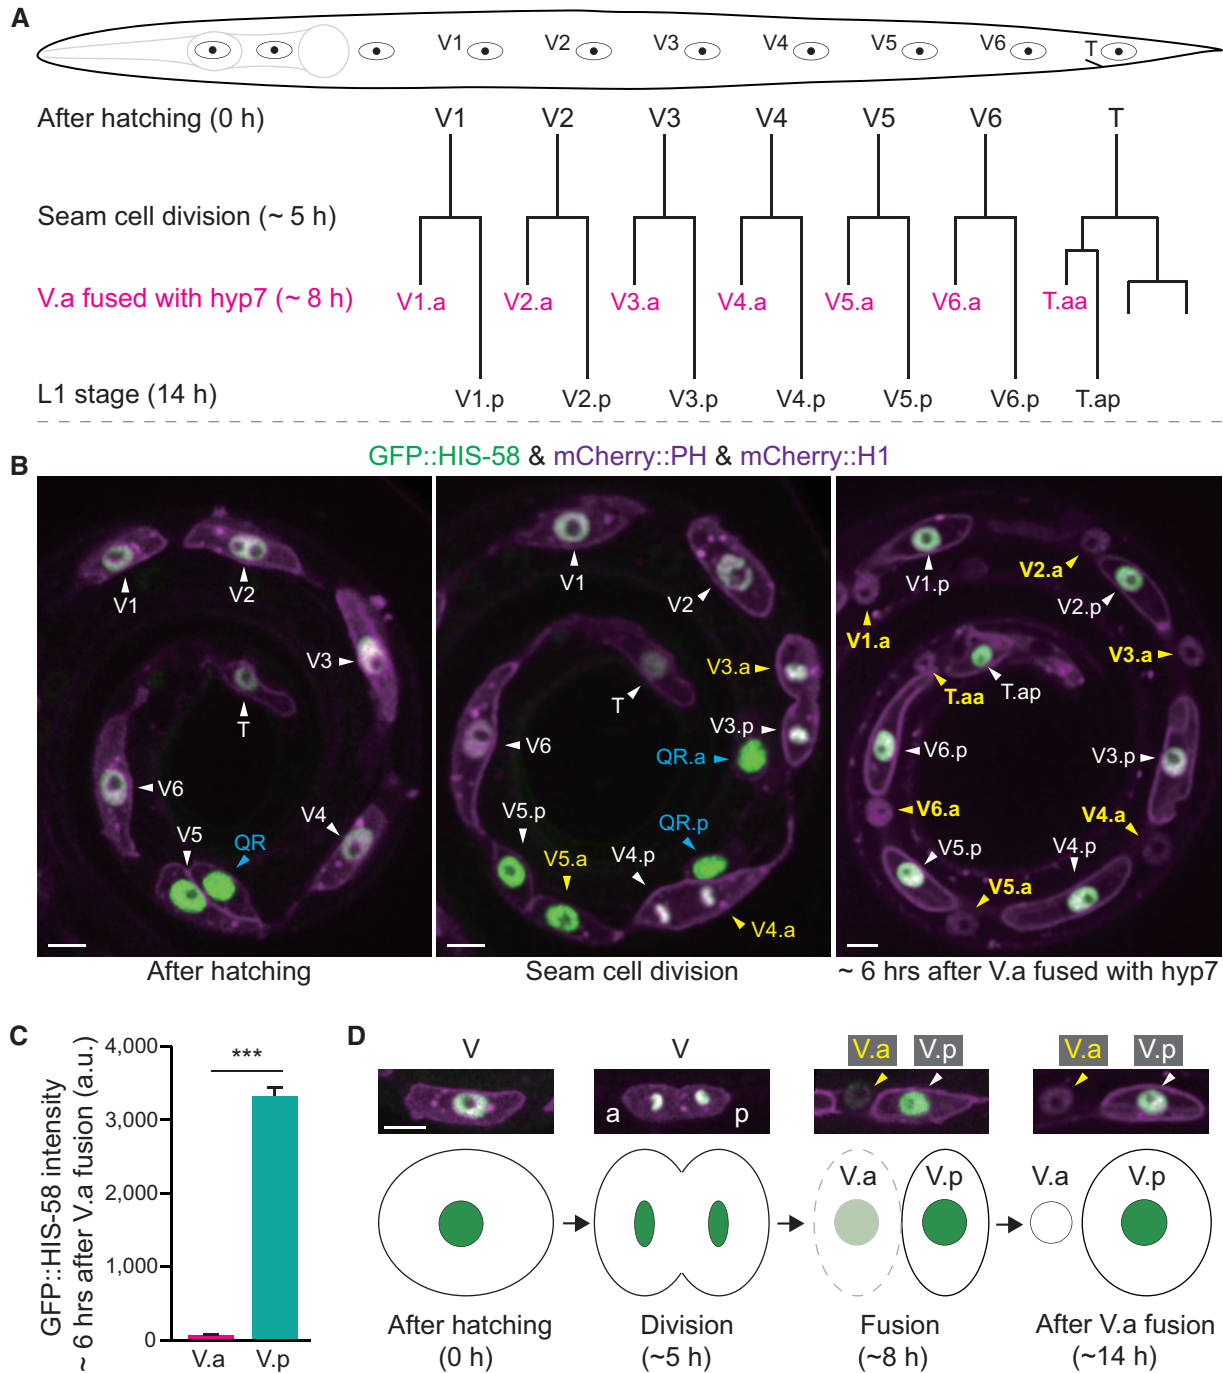 A
V1 V2 V3 V4 V5 V6 T
After hatching (0 h) V1 V2 V3 V4 V5 V6 T
Seam cell division (~ 5 h)
V.a fused with hyp7 (~ 8 h) V1.a V2.a V3.a V4.a V5.a V6.a T.aa
L1 stage (14 h) V1.p V2.p V3.p V4.p V5.p V6.p T.ap
B
GFP::HIS-58 & mCherry::PH & mCherry::H1
V1
V2
V3
T
V6
V5
QR
V4
After hatching
V1
V2
V3.a
T
V3.p
V6
QR.a
V5.p
QR.p
V5.a
V4.p
V4.a
Seam cell division
V1.p
V2.a
V2.p
V1.a
V3.a
T.aa
T.ap
V6.p
V3.p
V6.a
V4.a
V5.p
V4.p
V5.a
~ 6 hrs after V.a fused with hyp7
C
GFP::HIS-58 intensity
~ 6 hrs after V.a fusion (a.u.)
4,000
3,000
2,000
1,000
0
***
V.a V.p
D
V V V.a V.p V.a V.p
a p
V.a V.p V.a V.p
After hatching
(0 h)
Division
(~5 h)
Fusion
(~8 h)
After V.a fusion
(~14 h)